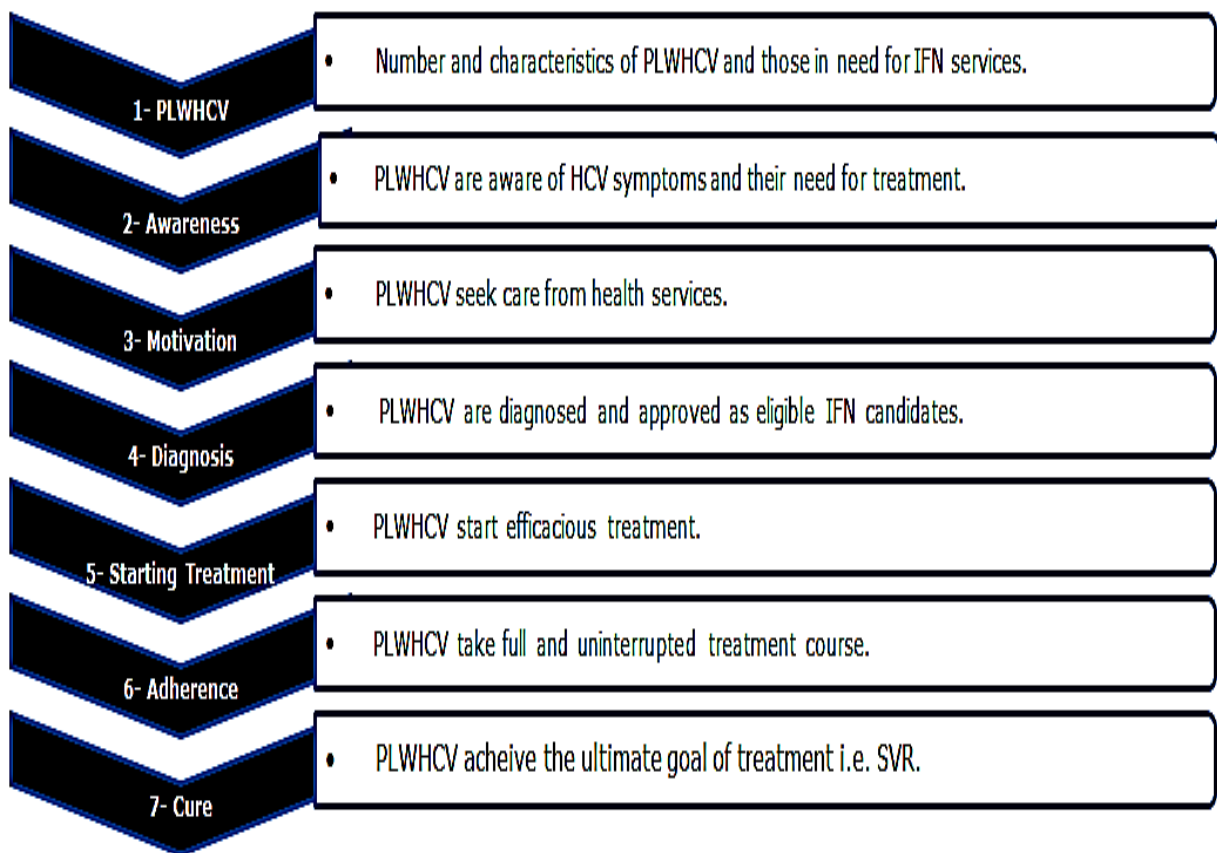 1- PLWHCV
• Number and characteristics of PLWHCV and those in need for IFN services.
2- Awareness
• PLWHCV are aware of HCV symptoms and their need for treatment.
3- Motivation
• PLWHCV seek care from health services.
4- Diagnosis
• PLWHCV are diagnosed and approved as eligible IFN candidates.
5- Starting Treatment
• PLWHCV start efficacious treatment.
6- Adherence
• PLWHCV take full and uninterrupted treatment course.
7- Cure
• PLWHCV acheive the ultimate goal of treatment i.e. SVR.